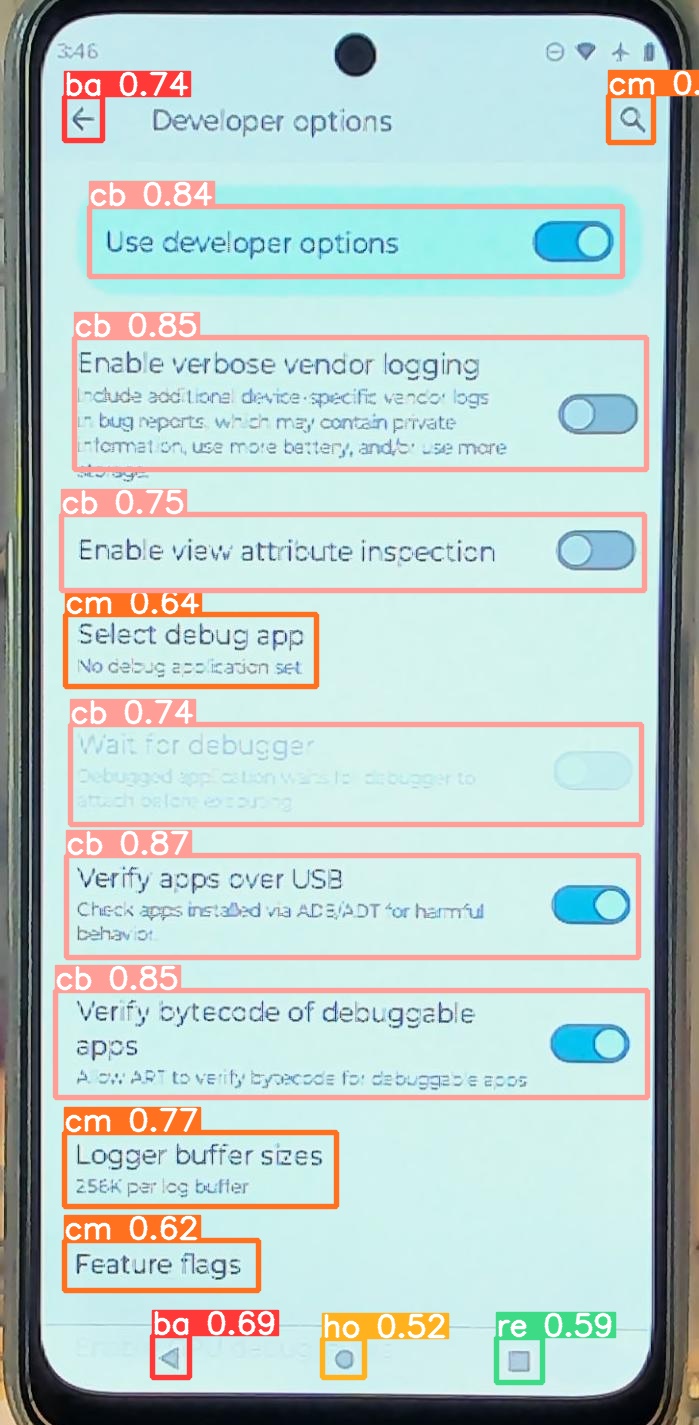 3:46
ba 0.74
cm 0.
Developer options
cb 0.84
Use developer options
cb 0.85
Enable verbose vendor logging
Include additional device-specific vendor logs
in bug reports, which may contain private
information, use more battery, and/or use more
storage.
cb 0.75
Enable view attribute inspection
cm 0.64
Select debug app
No debug application set
cb 0.74
Wait for debugger
Debugged application waits for debugger to
attach before executing
cb 0.87
Verify apps over USB
Check apps installed via ADB/ADT for harmful
behavior.
cb 0.85
Verify bytecode of debuggable
apps
Allow ART to verify bytecode for debuggable apps
cm 0.77
Logger buffer sizes
256K per log buffer
cm 0.62
Feature flags
ba 0.69
ho 0.52
re 0.59